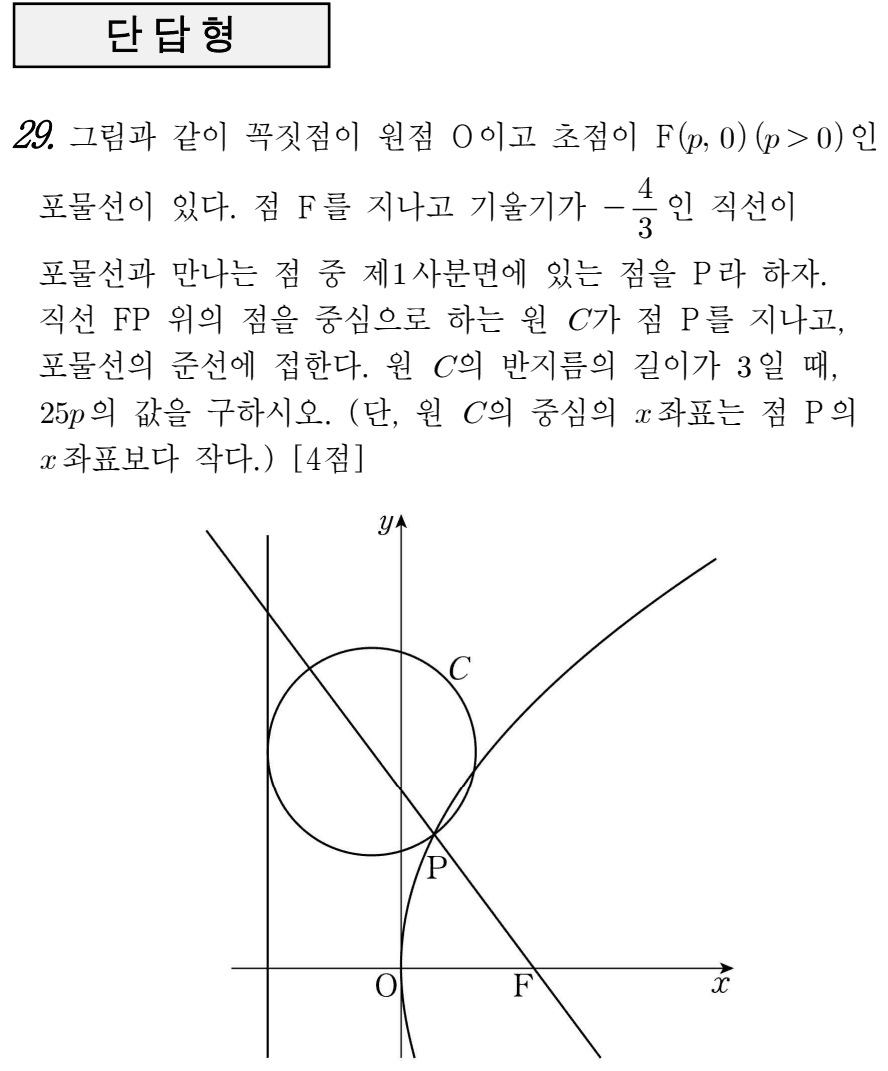 단답형
29. 그림과 같이 꼭짓점이 원점 O이고 초점이 F(p, 0)(p > 0)인
포물선이 있다. 점 F를 지나고 기울기가 -4/3인 직선이
포물선과 만나는 점 중 제1사분면에 있는 점을 P라 하자.
직선 FP 위의 점을 중심으로 하는 원 C가 점 P를 지나고,
포물선의 준선에 접한다. 원 C의 반지름의 길이가 3일 때,
25p의 값을 구하시오. (단, 원 C의 중심의 x좌표는 점 P의
x좌표보다 작다.) [4점]
y
C
P
O F x